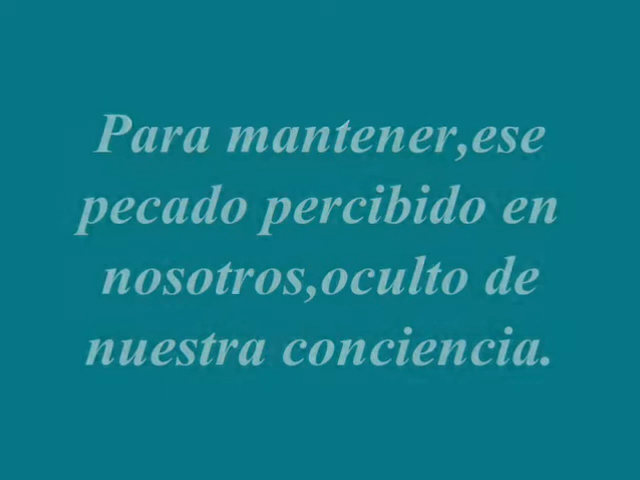 Para mantener,ese
pecado percibido en
nosotros,oculto de
nuestra conciencia.